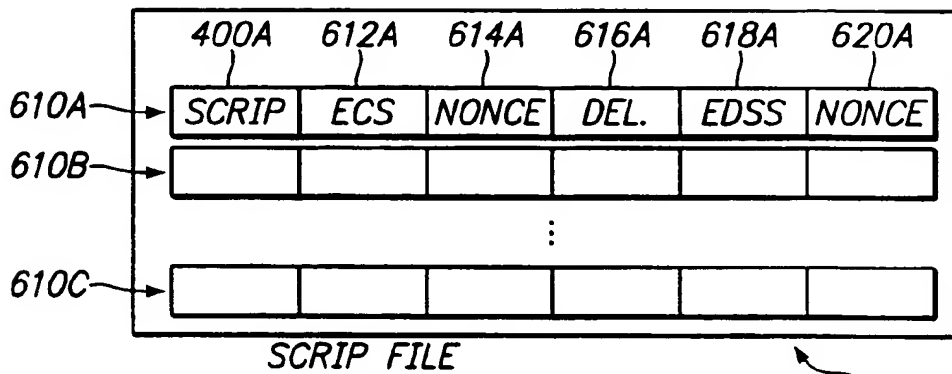 400A 612A 614A 616A 618A 620A
610A SCRIP ECS NONCE DEL. EDSS NONCE
610B
⋮
610C
SCRIP FILE